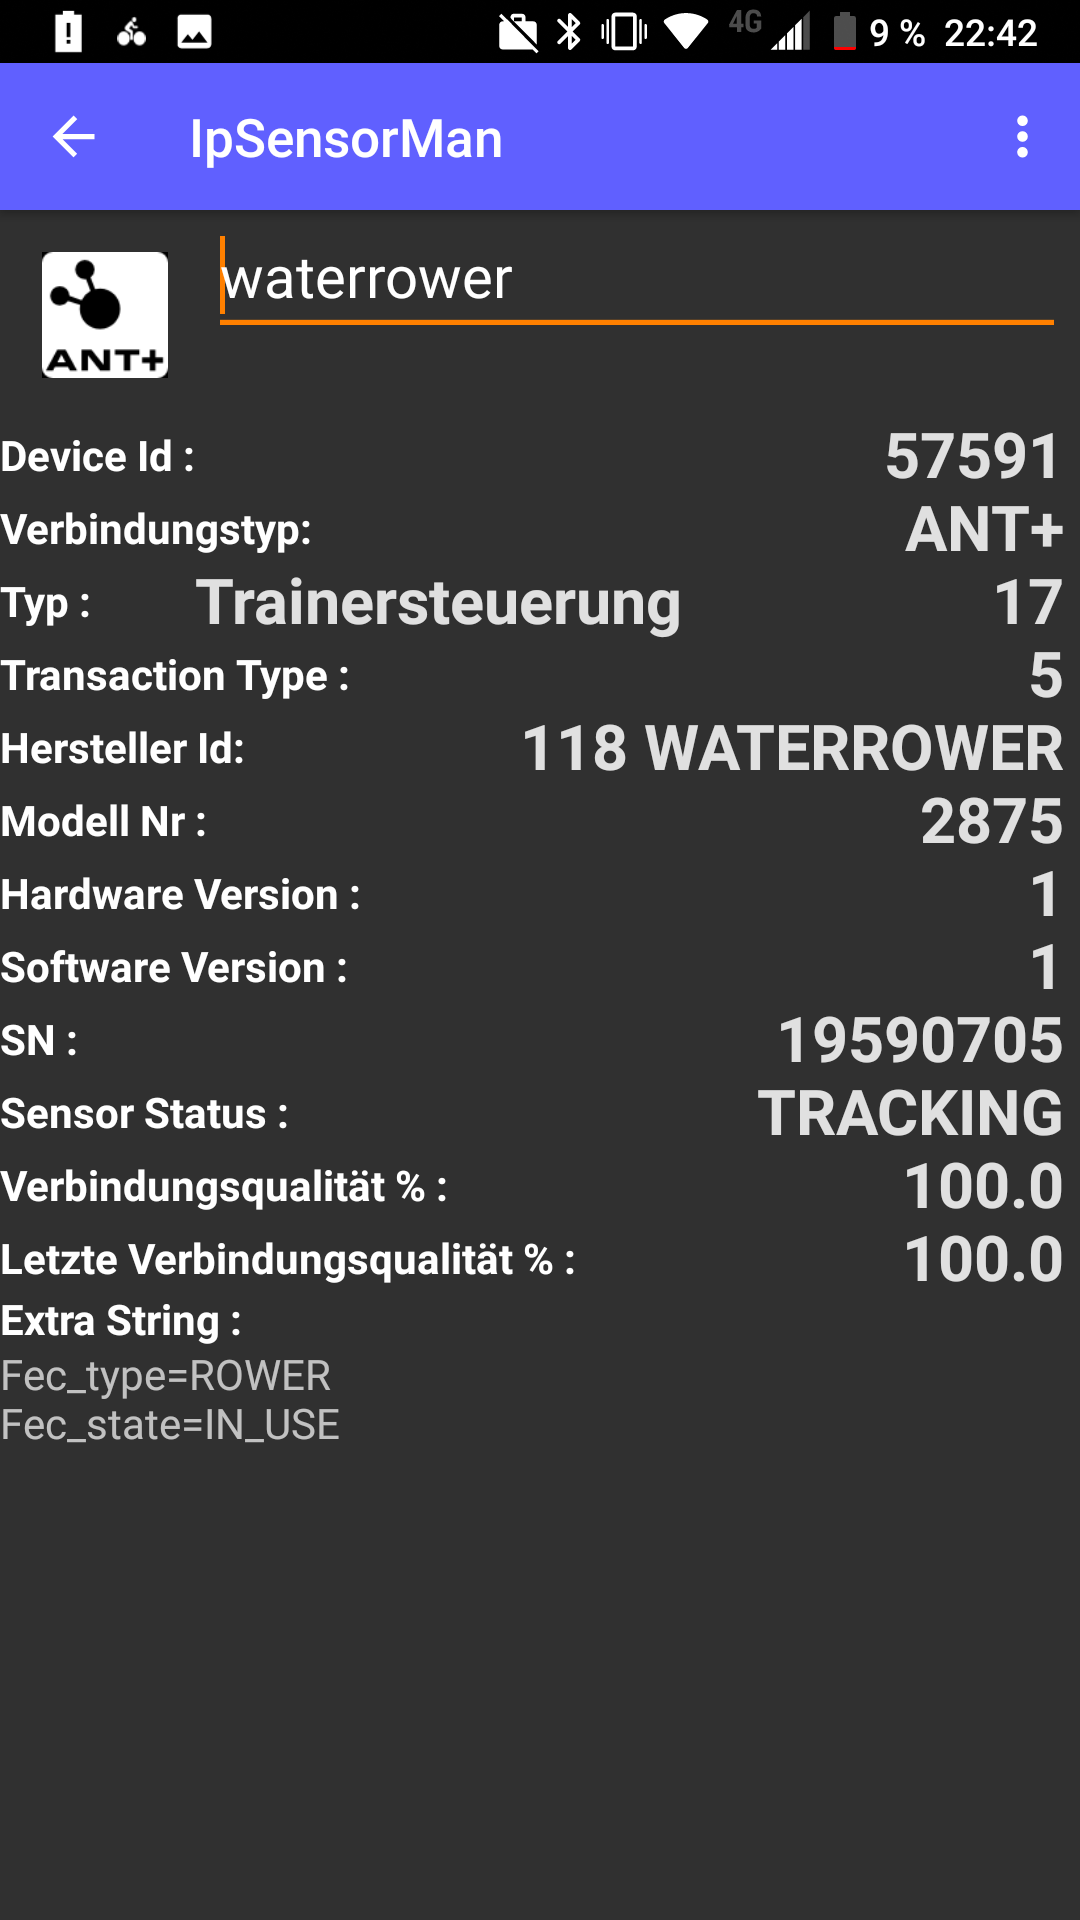 4G 9 % 22:42
IpSensorMan
waterrower
ANT+
Device Id : 57591
Verbindungstyp: ANT+
Typ : Trainersteuerung 17
Transaction Type : 5
Hersteller Id: 118 WATERROWER
Modell Nr : 2875
Hardware Version : 1
Software Version : 1
SN : 19590705
Sensor Status : TRACKING
Verbindungsqualität % : 100.0
Letzte Verbindungsqualität % : 100.0
Extra String :
Fec_type=ROWER
Fec_state=IN_USE